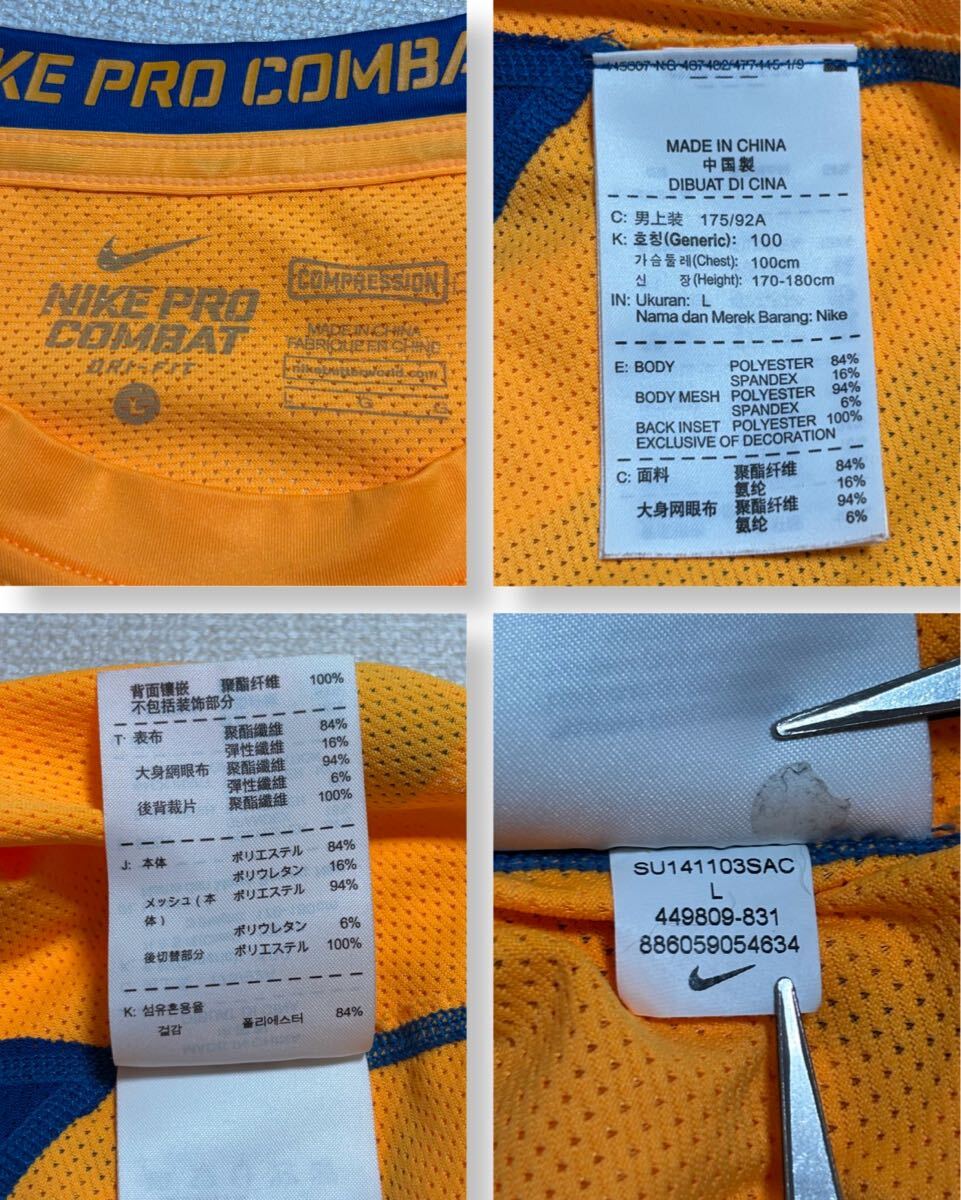 KE PRO COMBA
NIKE PRO
COMBAT
DRI-FIT
L
COMPRESSION
MADE IN CHINA
FABRIQUÉ EN CHINE
MADE IN CHINA
中国製
DIBUAT DI CINA
C: 男上装 175/92A
K: 호칭(Generic): 100
가슴둘레(Chest): 100cm
신 장(Height): 170-180cm
IN: Ukuran: L
Nama dan Merek Barang: Nike
E: BODY POLYESTER 84%
SPANDEX 16%
BODY MESH POLYESTER 94%
SPANDEX 6%
BACK INSET POLYESTER 100%
EXCLUSIVE OF DECORATION
C: 面料 聚酯纤维 84%
氨纶 16%
大身网眼布 聚酯纤维 94%
氨纶 6%
背面镶嵌 聚酯纤维 100%
不包括装饰部分
T: 表布 聚酯纖維 84%
彈性纖維 16%
大身網眼布 聚酯纖維 94%
彈性纖維 6%
後背裁片 聚酯纖維 100%
J: 本体 ポリエステル 84%
ポリウレタン 16%
メッシュ(本 ポリエステル 94%
体)
ポリウレタン 6%
後切替部分 ポリエステル 100%
K: 섬유혼용율
겉감 폴리에스터 84%
SU141103SAC
L
449809-831
886059054634